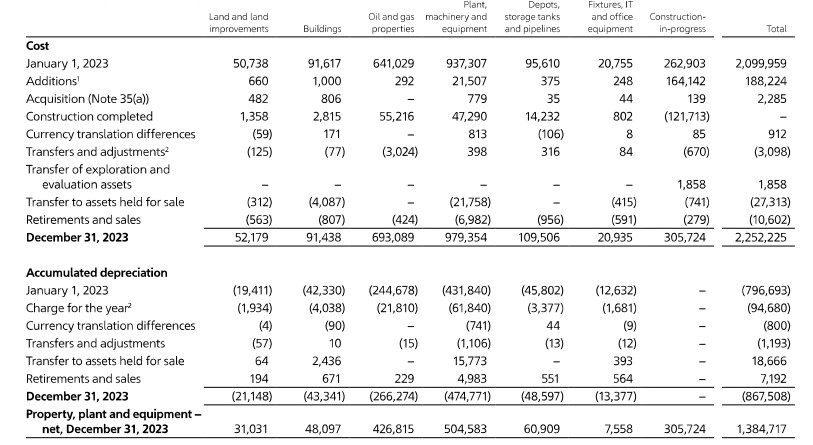 Land and land improvements Buildings Oil and gas properties Plant, machinery and equipment Depots, storage tanks and pipelines Fixtures, IT and office equipment Construction-in-progress Total
Cost
January 1, 2023 50,738 91,617 641,029 937,307 95,610 20,755 262,903 2,099,959
Additions¹ 660 1,000 292 21,507 375 248 164,142 188,224
Acquisition (Note 35(a)) 482 806 – 779 35 44 139 2,285
Construction completed 1,358 2,815 55,216 47,290 14,232 802 (121,713) –
Currency translation differences (59) 171 – 813 (106) 8 85 912
Transfers and adjustments² (125) (77) (3,024) 398 316 84 (670) (3,098)
Transfer of exploration and
evaluation assets – – – – – – 1,858 1,858
Transfer to assets held for sale (312) (4,087) – (21,758) – (415) (741) (27,313)
Retirements and sales (563) (807) (424) (6,982) (956) (591) (279) (10,602)
December 31, 2023 52,179 91,438 693,089 979,354 109,506 20,935 305,724 2,252,225
Accumulated depreciation
January 1, 2023 (19,411) (42,330) (244,678) (431,840) (45,802) (12,632) – (796,693)
Charge for the year² (1,934) (4,038) (21,810) (61,840) (3,377) (1,681) – (94,680)
Currency translation differences (4) (90) – (741) 44 (9) – (800)
Transfers and adjustments (57) 10 (15) (1,106) (13) (12) – (1,193)
Transfer to assets held for sale 64 2,436 – 15,773 – 393 – 18,666
Retirements and sales 194 671 229 4,983 551 564 – 7,192
December 31, 2023 (21,148) (43,341) (266,274) (474,771) (48,597) (13,377) – (867,508)
Property, plant and equipment –
net, December 31, 2023 31,031 48,097 426,815 504,583 60,909 7,558 305,724 1,384,717